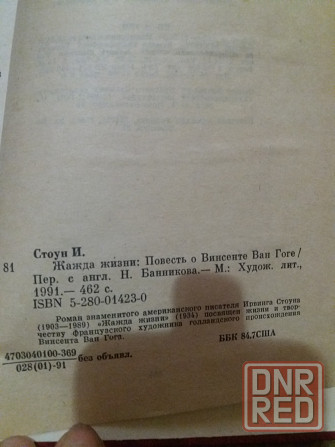 Стоун И.
81 Жажда жизни: Повесть о Винсенте Ван Гоге/
Пер. с англ. Н. Банникова.— М.: Худож. лит.,
1991.— 462 с.
ISBN 5-280-01423-0
Роман знаменитого американского писателя Ирвинга Стоуна
(1903—1989) «Жажда жизни» (1934) посвящен жизни и твор-
честву французского художника голландского происхождения
Винсента Ван Гога.
4703040100-369
028(01)-91 без объявл.
ББК 84.7США
DNR
RED